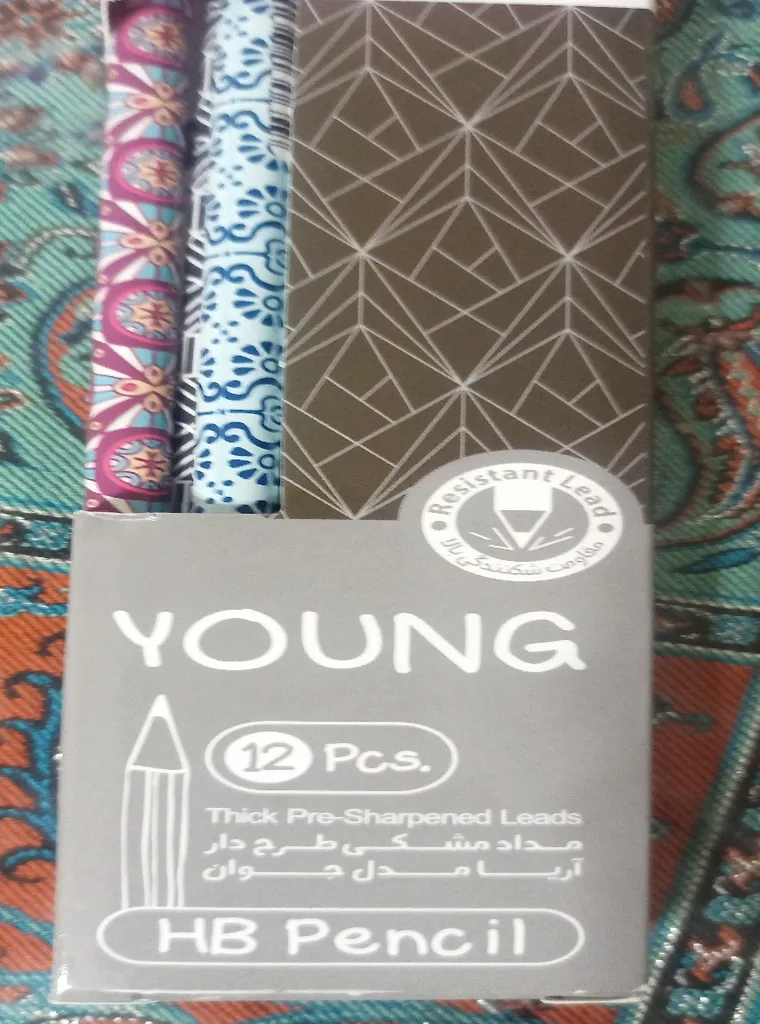 Resistant Lead
مقاومت شکنندگی بالا
YOUNG
12 Pcs.
Thick Pre-Sharpened Leads
مداد مشکی طرح دار
آریا مدل جوان
HB Pencil